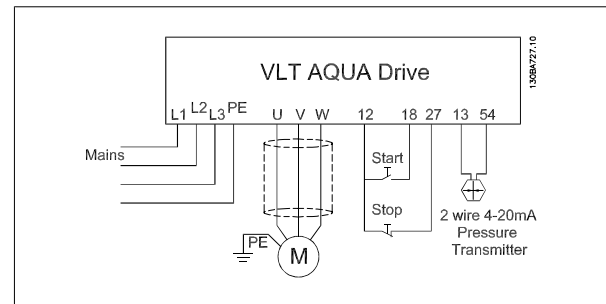 VLT AQUA Drive
130BA727.10
L1 L2 L3 PE U V W 12 18 27 13 54
Mains
Start
Stop
PE
M
2 wire 4-20mA
Pressure
Transmitter